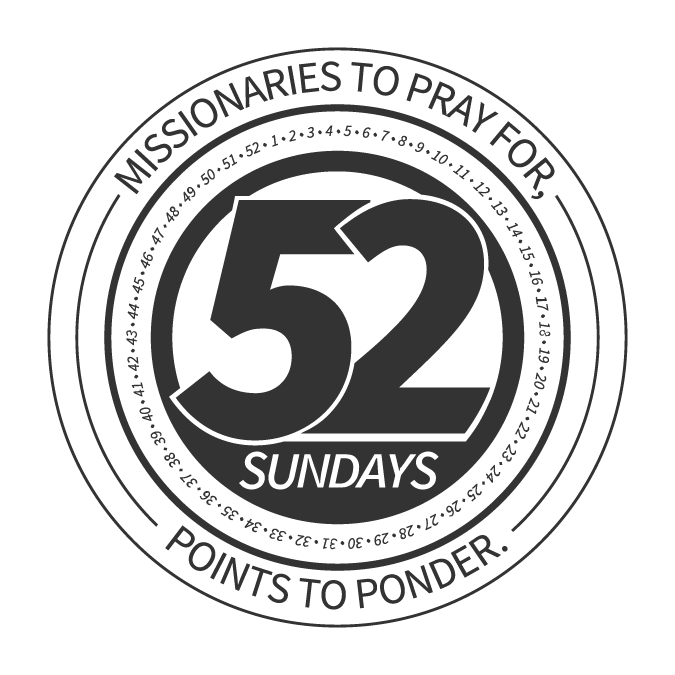 MISSIONARIES TO PRAY FOR,
1•2•3•4•5•6•7•8•9•10•11•12•13•14•15•16•17•18•19•20•21•22•23•24•25•26•27•28•29•30•31•32•33•34•35•36•37•38•39•40•41•42•43•44•45•46•47•48•49•50•51•52•
52
SUNDAYS
POINTS TO PONDER.